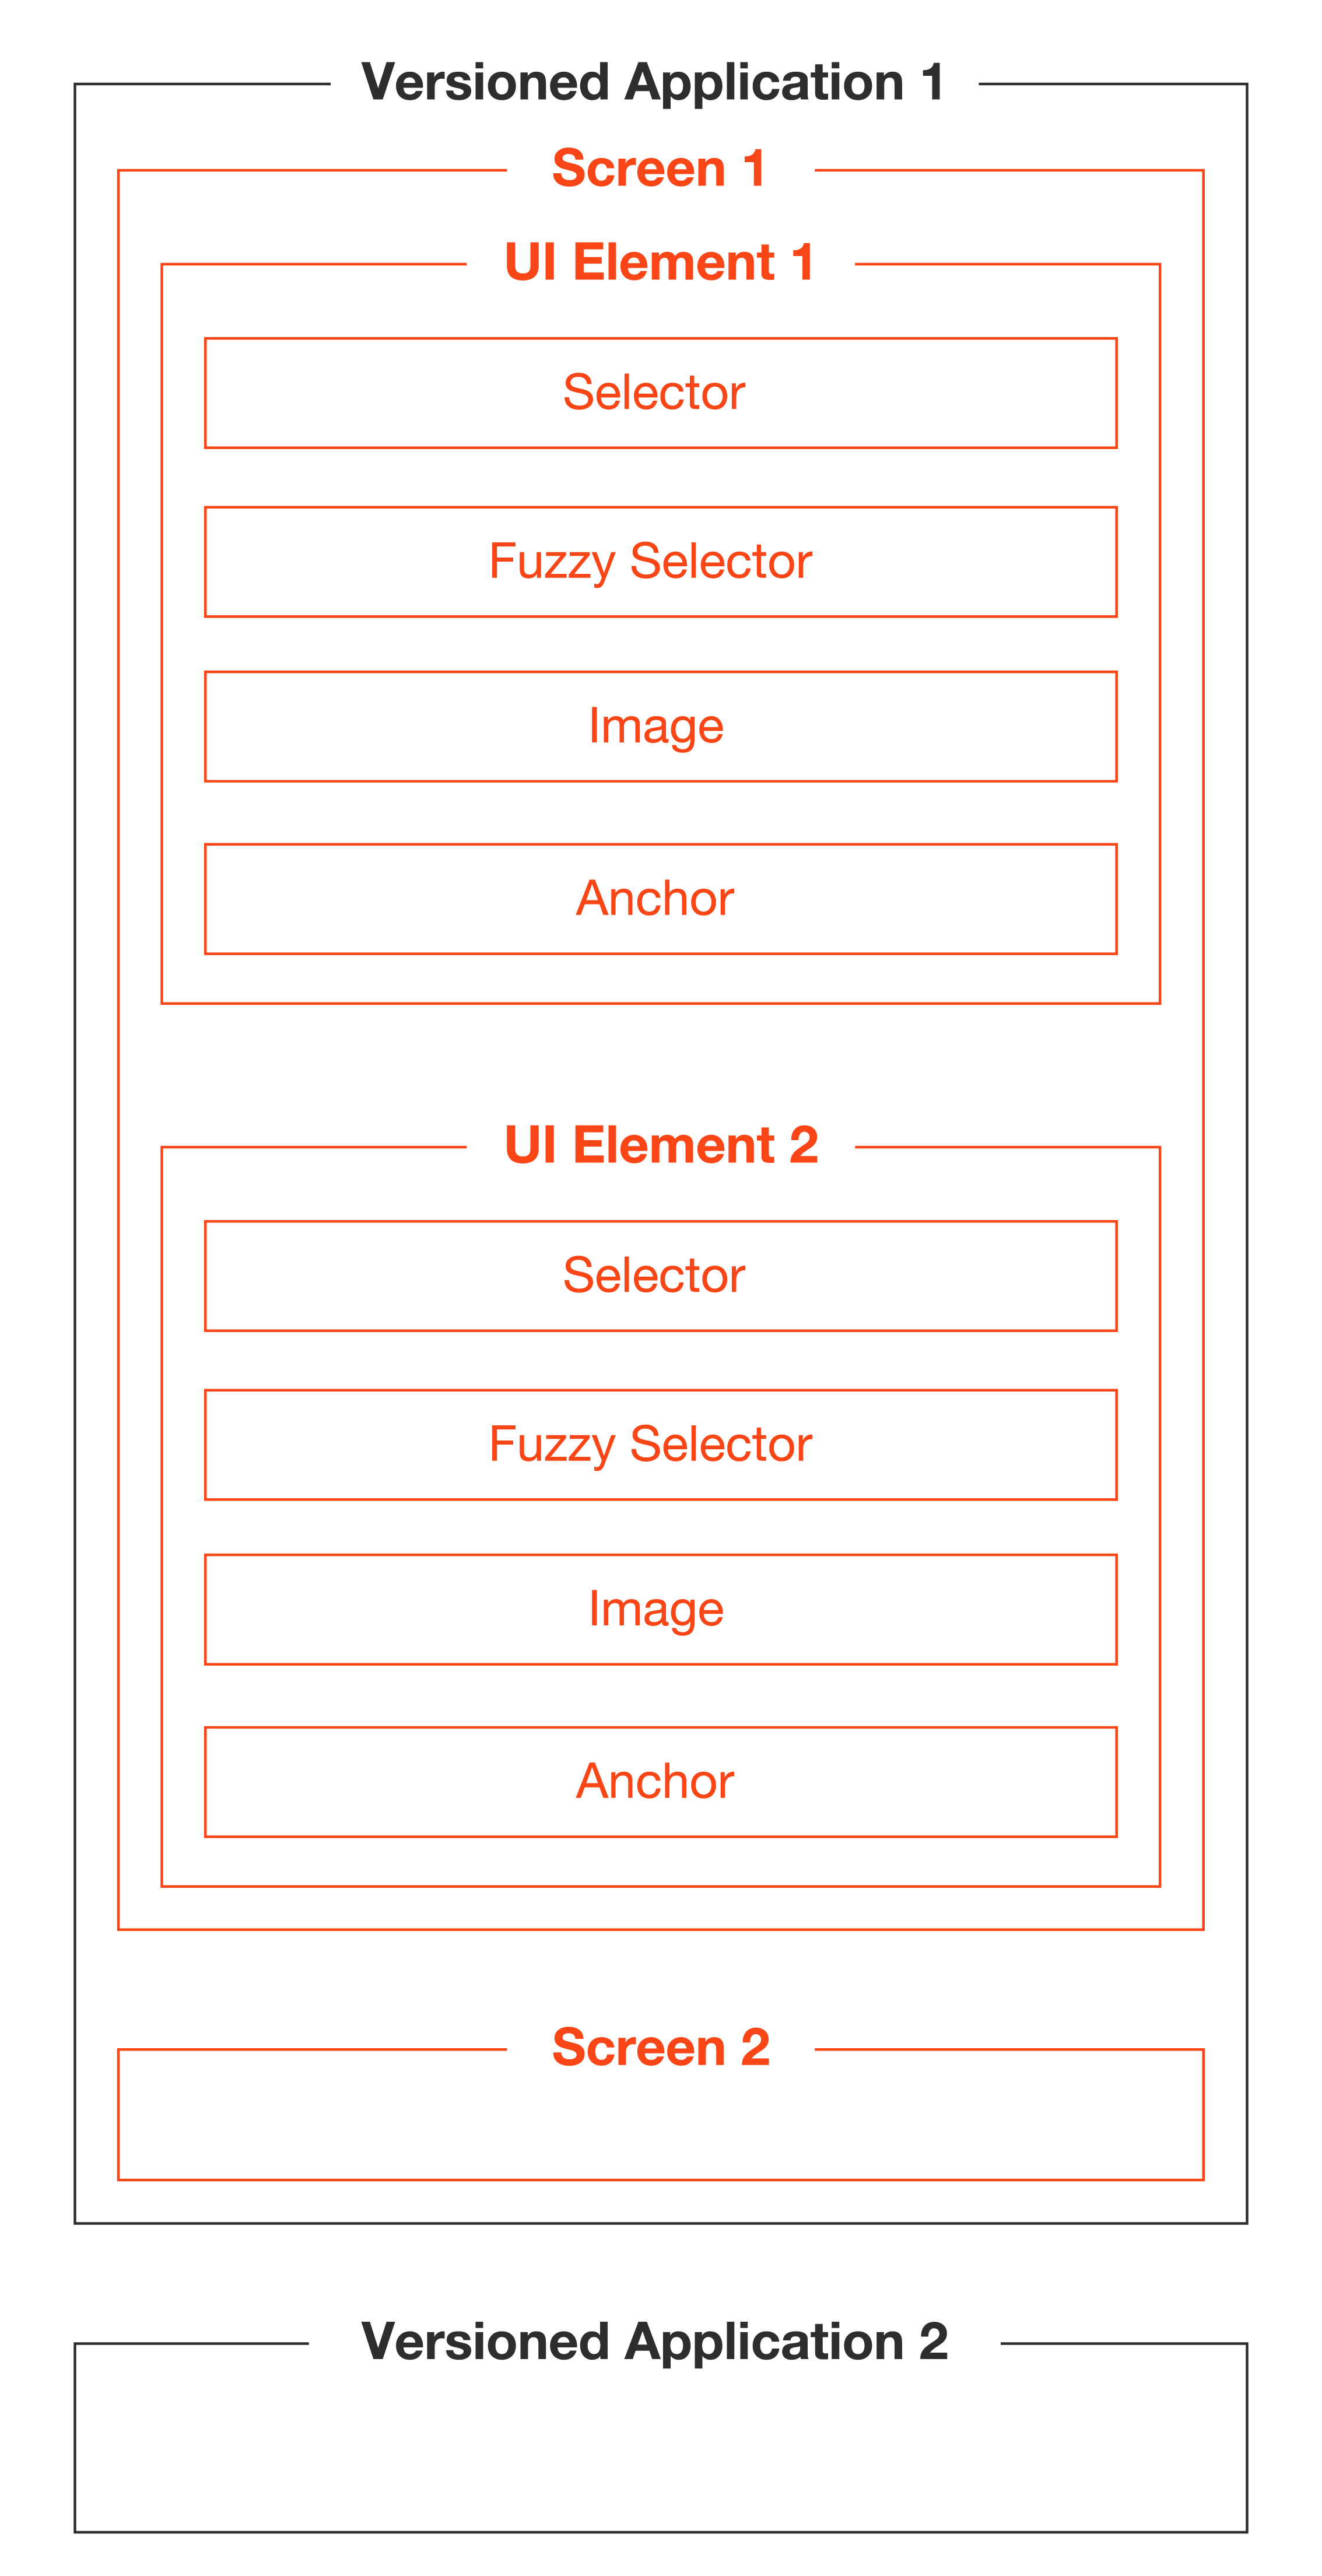 Versioned Application 1
Screen 1
UI Element 1
Selector
Fuzzy Selector
Image
Anchor
UI Element 2
Selector
Fuzzy Selector
Image
Anchor
Screen 2
Versioned Application 2